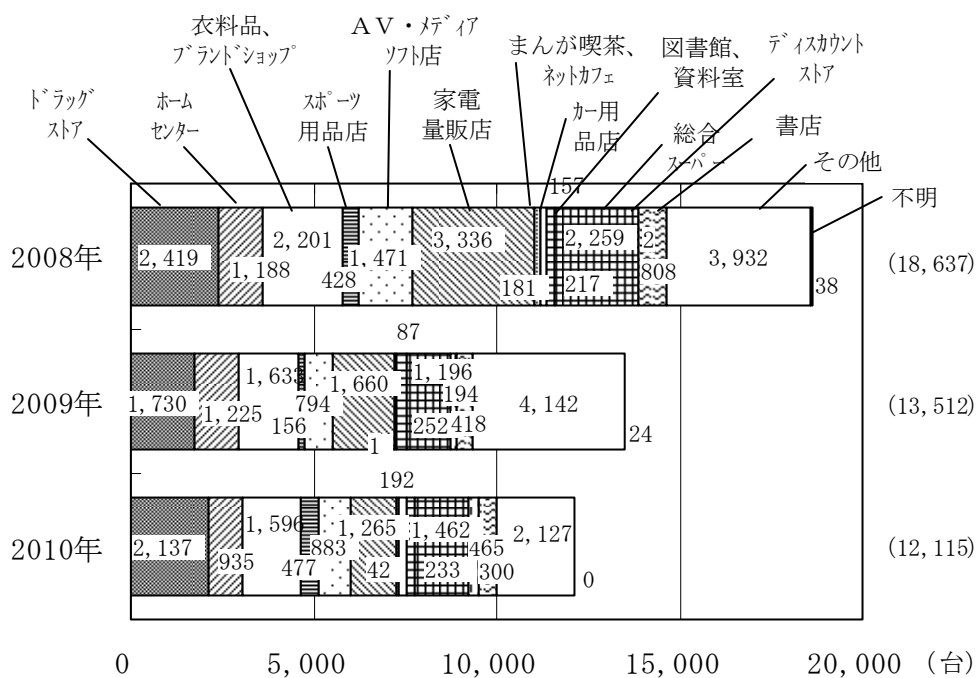 衣料品、
ﾌﾞﾗﾝﾄﾞｼｮｯﾌﾟ
ＡＶ・ﾒﾃﾞｨｱ
ｿﾌﾄ店
まんが喫茶、
ネットカフェ
図書館、
資料室
ﾃﾞｨｽｶｳﾝﾄ
ｽﾄｱ
ﾄﾞﾗｯｸﾞ
ｽﾄｱ
ﾎｰﾑ
ｾﾝﾀｰ
ｽﾎﾟｰﾂ
用品店
家電
量販店
ｶｰ用
品店
総合
ｽｰﾊﾟｰ
書店
その他
不明
157
2008年
2,419
1,188
2,201
428
1,471
3,336
181
2,259
217
2
808
3,932
38
(18,637)
87
2009年
1,730
1,225
1,633
156
794
1,660
1
1,196
252
194
418
4,142
24
(13,512)
192
2010年
2,137
935
1,596
477
883
1,265
42
1,462
233
465
300
2,127
0
(12,115)
0
5,000
10,000
15,000
20,000
（台）